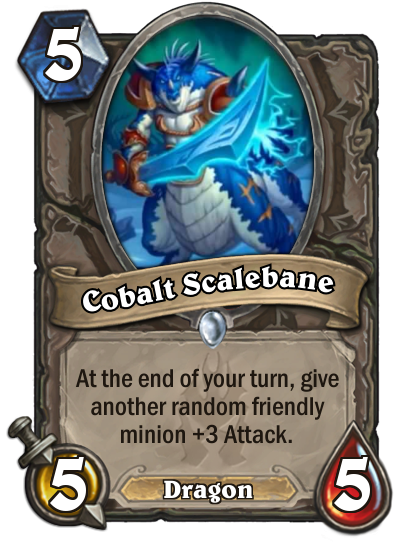 5
Cobalt Scalebane
At the end of your turn, give
another random friendly
minion +3 Attack.
5
Dragon
5